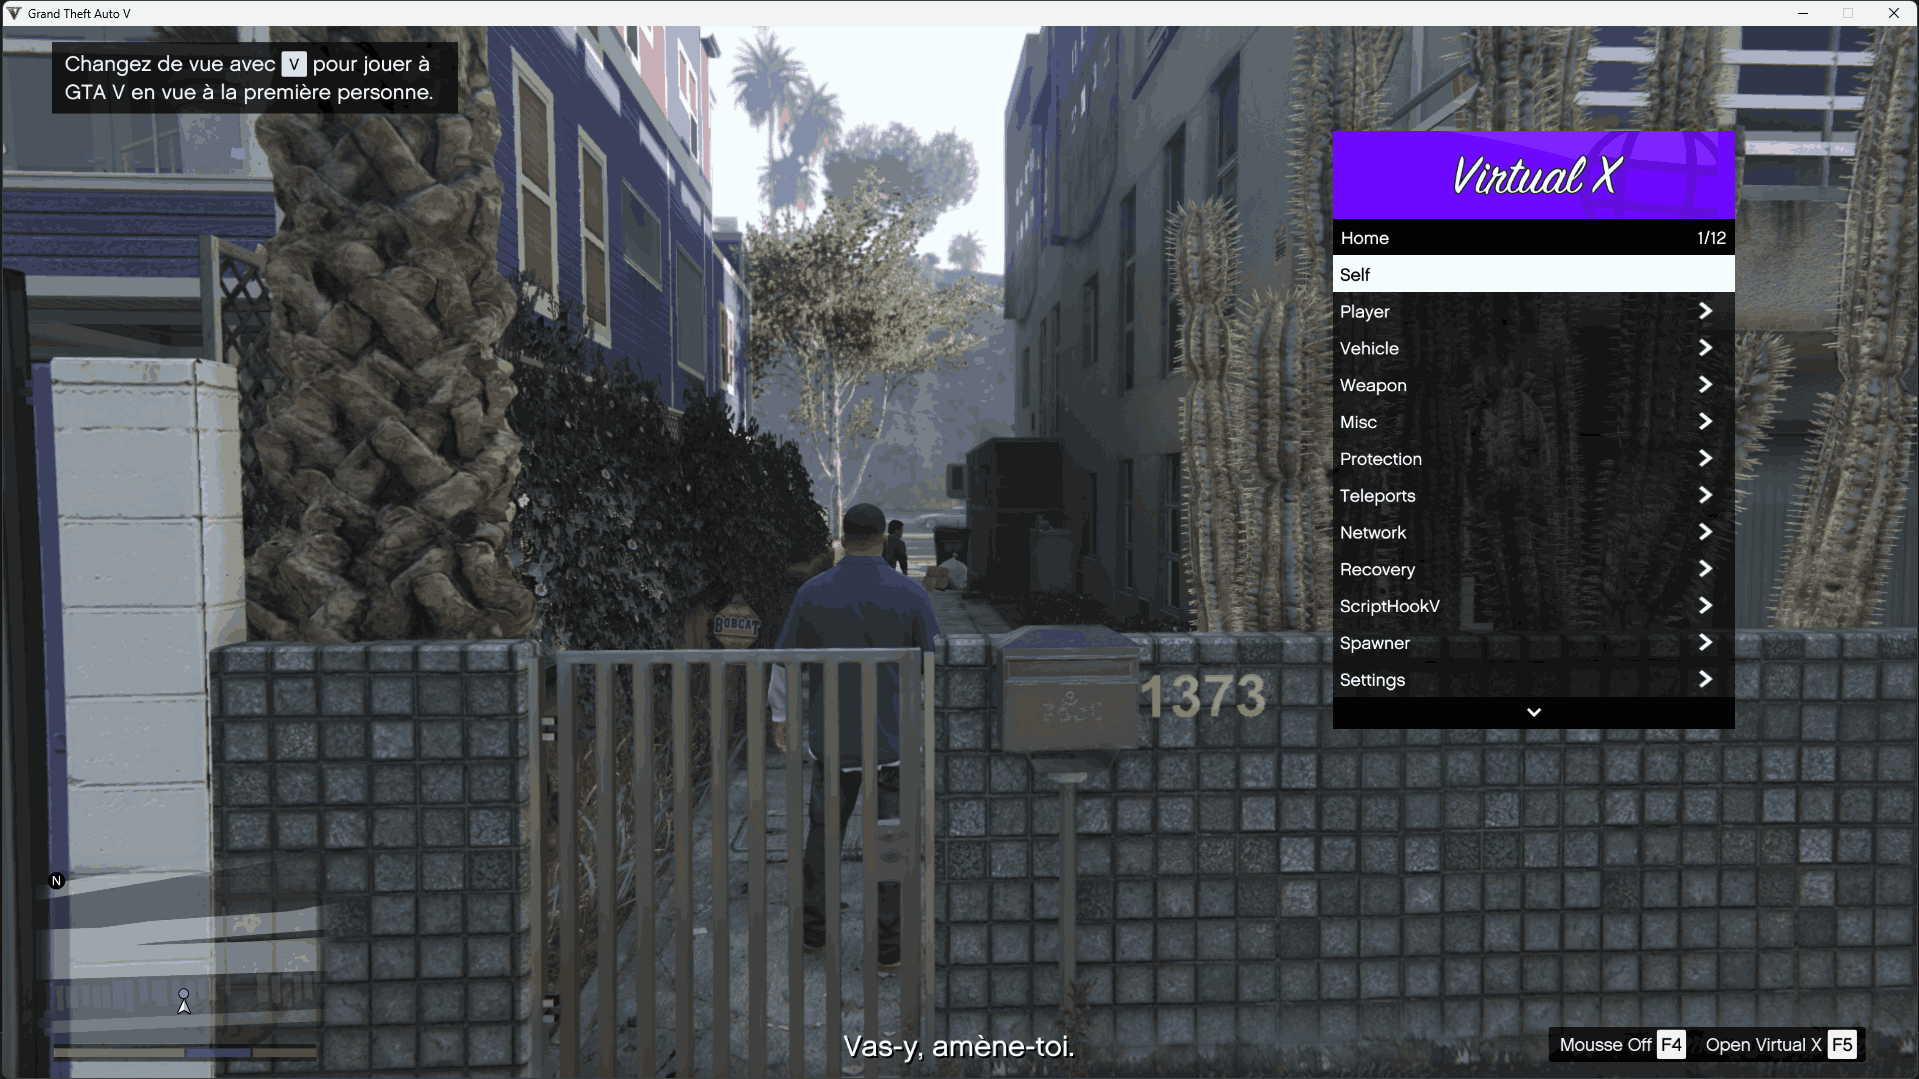 Grand Theft Auto V
Changez de vue avec V pour jouer à
GTA V en vue à la première personne.
Virtual X
Home 1/12
Self
Player
Vehicle
Weapon
Misc
Protection
Teleports
Network
Recovery
ScriptHookV
Spawner
Settings
BOBCAT
1373
N
Vas-y, amène-toi.
Mousse Off F4 Open Virtual X F5